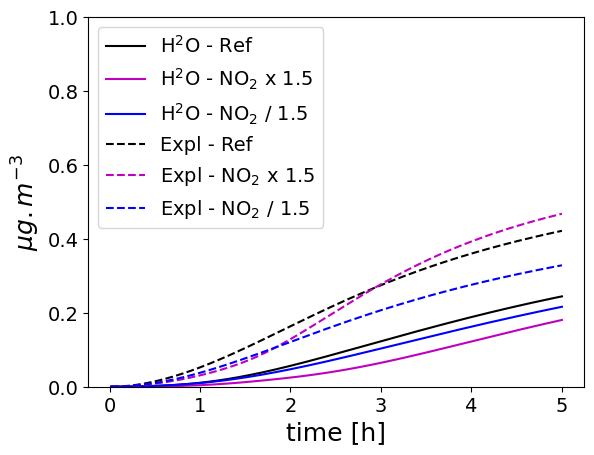 H²O - Ref
H²O - NO₂ x 1.5
H²O - NO₂ / 1.5
Expl - Ref
Expl - NO₂ x 1.5
Expl - NO₂ / 1.5
1.0
0.8
0.6
0.4
0.2
0.0
μg.m⁻³
0 1 2 3 4 5
time [h]